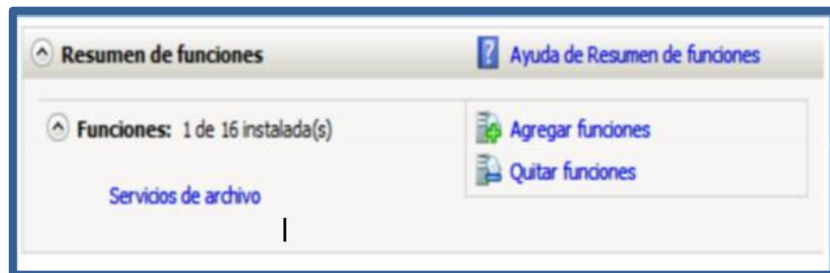 Resumen de funciones
Ayuda de Resumen de funciones
Funciones: 1 de 16 instalada(s)
Servicios de archivo
Agregar funciones
Quitar funciones